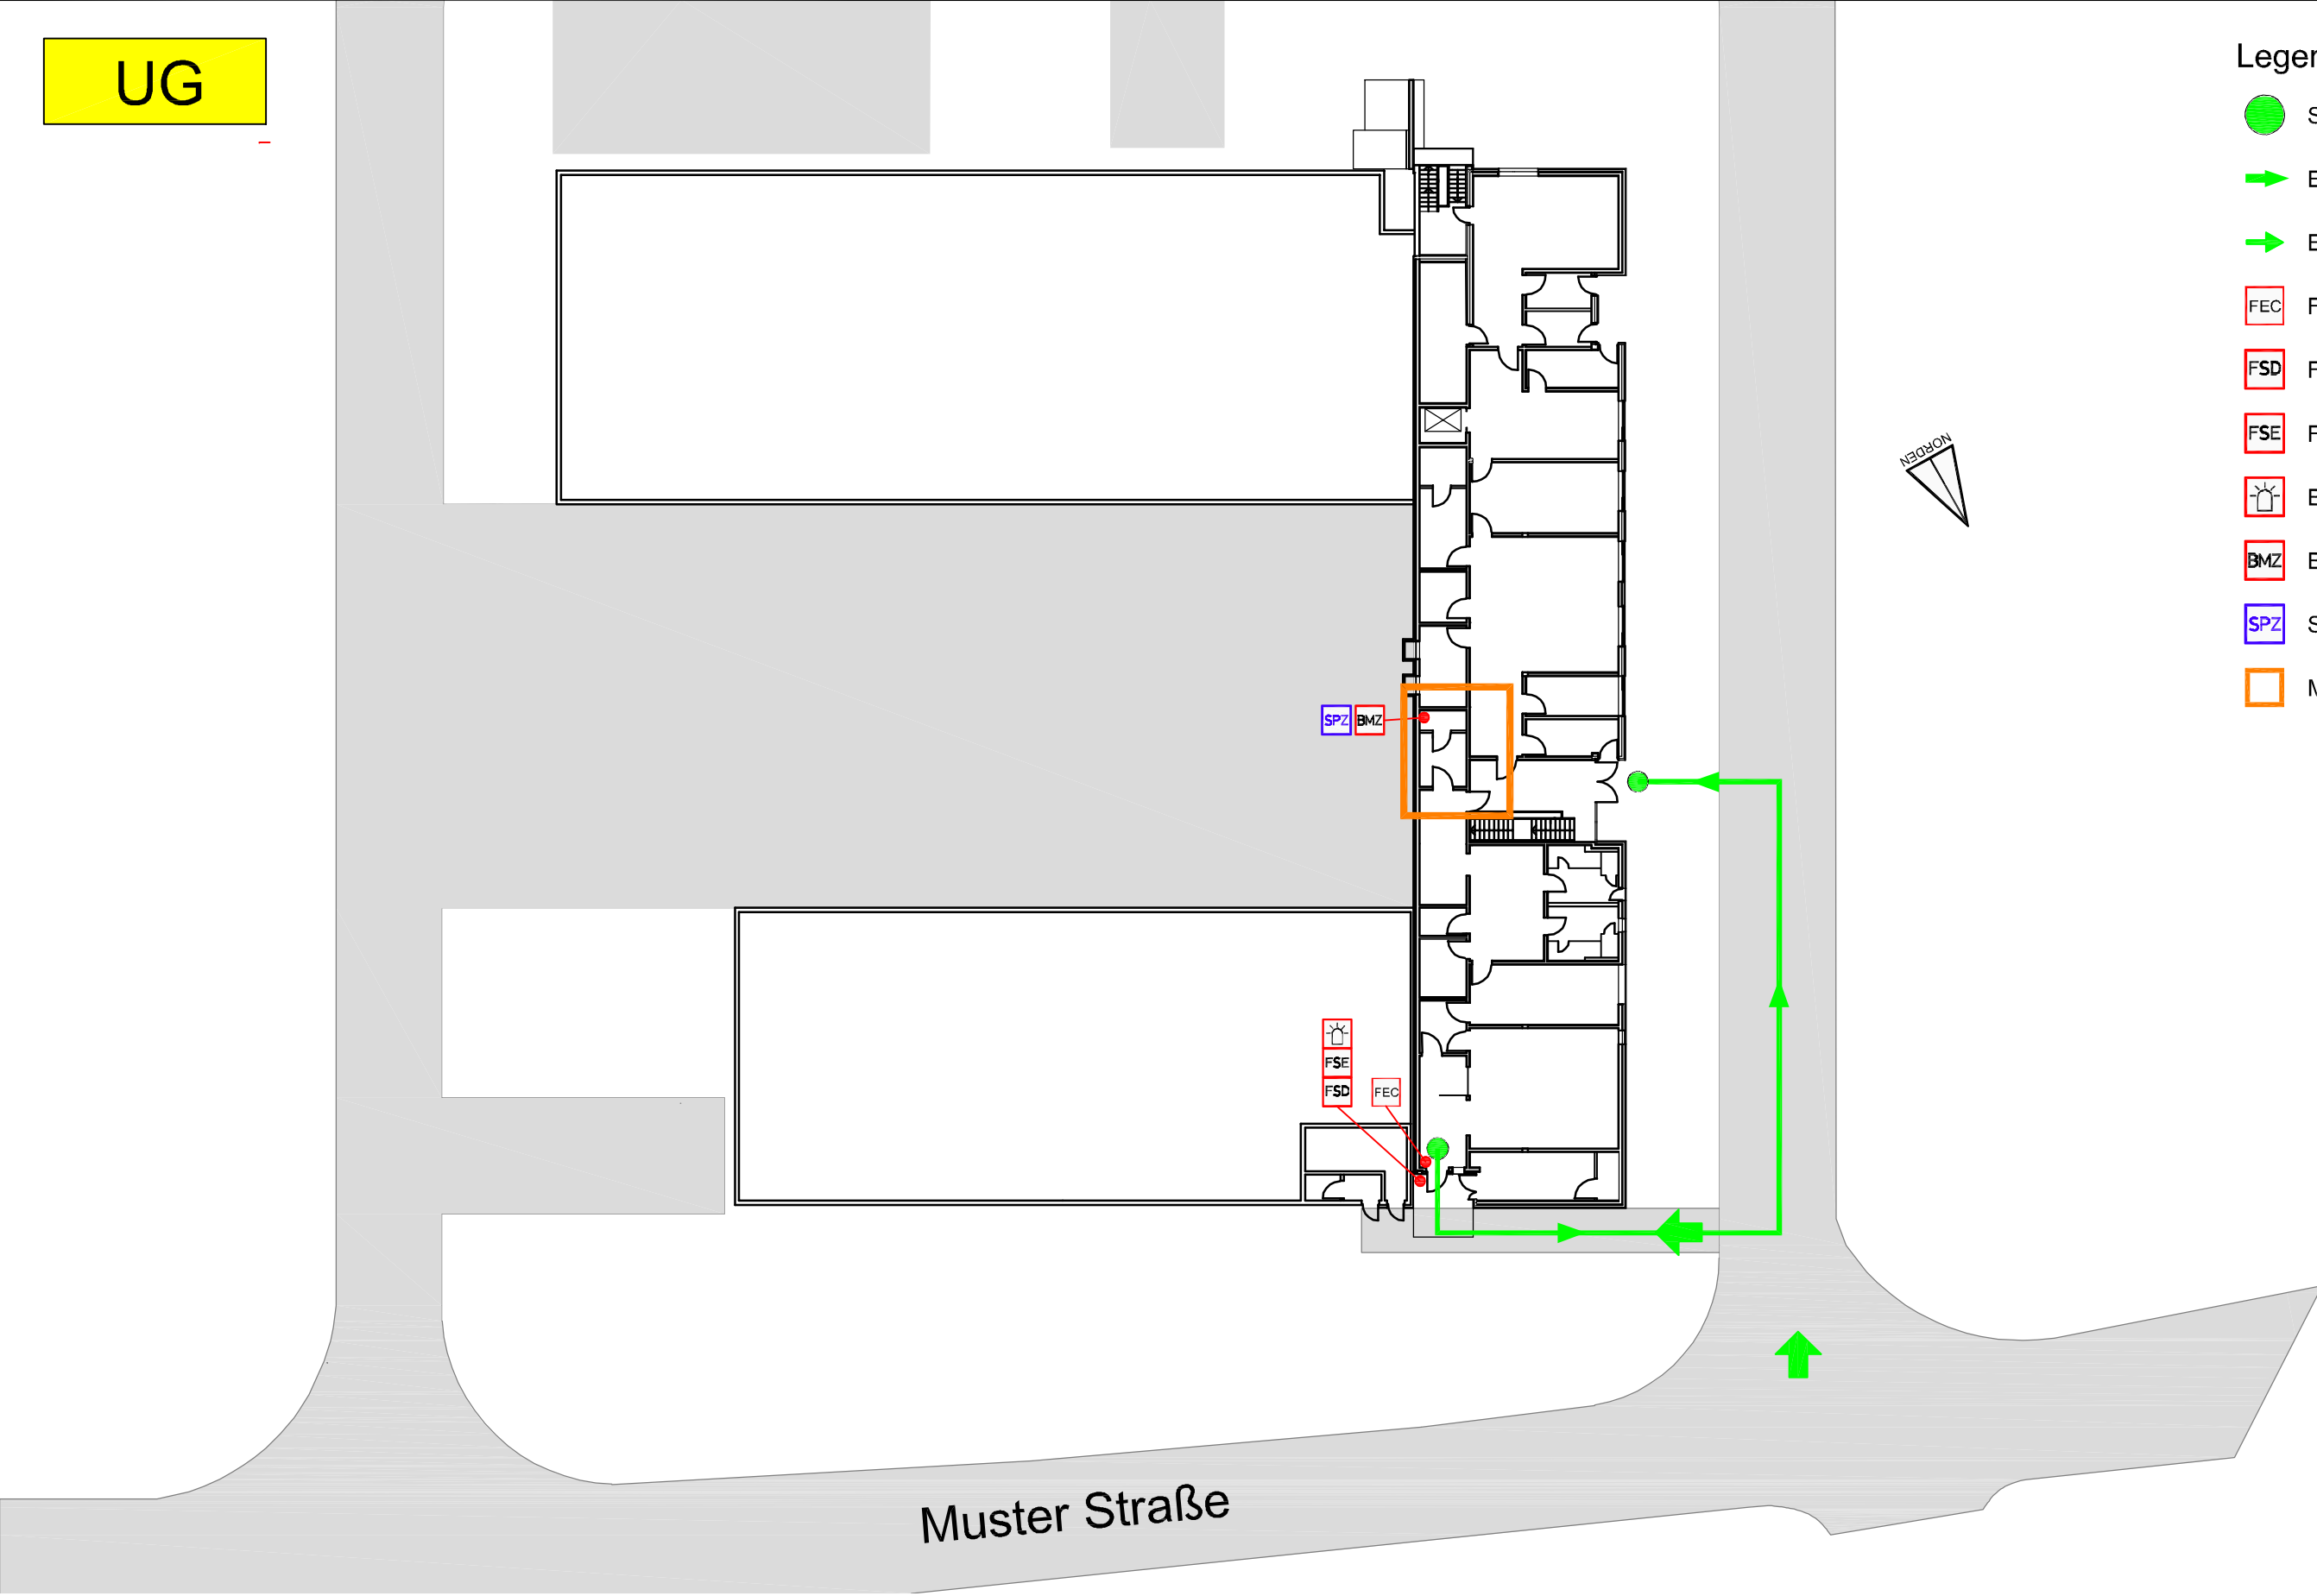 UG
Legen
S
E
E
FEC F
FSD F
FSE F
E
BMZ E
SPZ S
M
NORDEN
SPZ BMZ
FSE
FSD FEC
Muster Straße